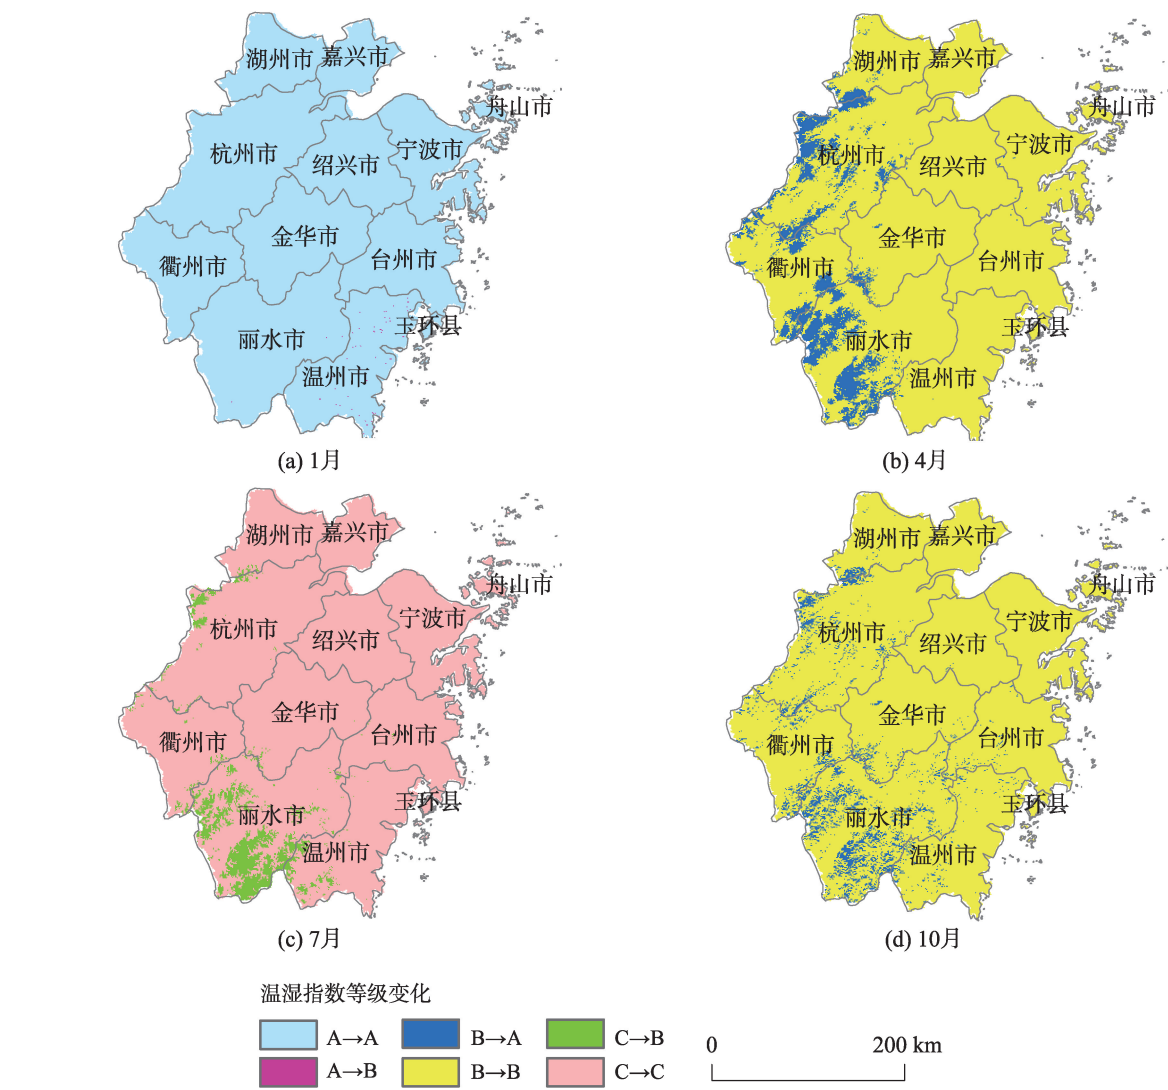 湖州市
嘉兴市
舟山市
杭州市
绍兴市
宁波市
金华市
衢州市
台州市
丽水市
玉环县
温州市
(a) 1月
湖州市
嘉兴市
舟山市
杭州市
绍兴市
宁波市
金华市
衢州市
台州市
丽水市
玉环县
温州市
(b) 4月
湖州市
嘉兴市
舟山市
杭州市
绍兴市
宁波市
金华市
衢州市
台州市
丽水市
玉环县
温州市
(c) 7月
湖州市
嘉兴市
舟山市
杭州市
绍兴市
宁波市
金华市
衢州市
台州市
丽水市
玉环县
温州市
(d) 10月
温湿指数等级变化
A→A
B→A
C→B
A→B
B→B
C→C
0
200 km